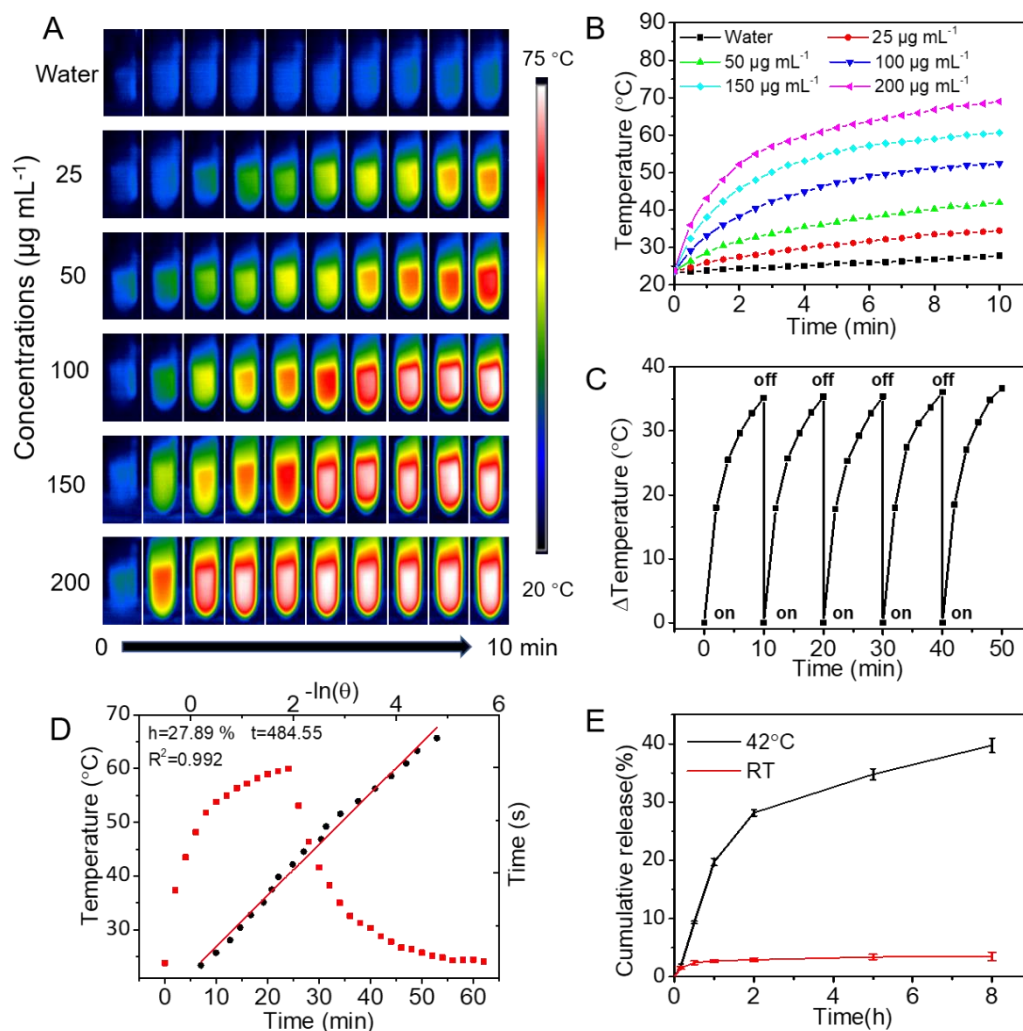 A
Concentrations (μg mL⁻¹)
Water
25
50
100
150
200
0
10 min
75 °C
20 °C
B
Water
25 μg mL⁻¹
50 μg mL⁻¹
100 μg mL⁻¹
150 μg mL⁻¹
200 μg mL⁻¹
Temperature (°C)
90
80
70
60
50
40
30
20
0 2 4 6 8 10
Time (min)
C
off off off off
on on on on on
ΔTemperature (°C)
40
30
20
10
0
0 10 20 30 40 50
Time (min)
D
-ln(θ)
0 2 4 6
h=27.89 % t=484.55
R²=0.992
Temperature (°C)
70
60
50
40
30
Time (s)
0 10 20 30 40 50 60
Time (min)
E
42°C
RT
Cumulative release(%)
40
30
20
10
0
0 2 4 6 8
Time(h)